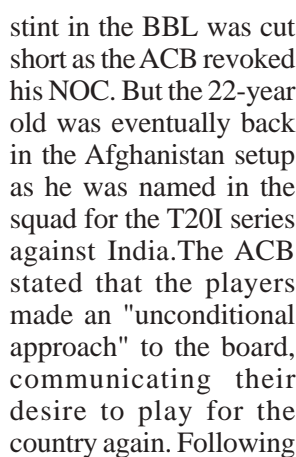 stint in the BBL was cut
short as the ACB revoked
his NOC. But the 22-year
old was eventually back
in the Afghanistan setup
as he was named in the
squad for the T20I series
against India.The ACB
stated that the players
made an "unconditional
approach" to the board,
communicating their
desire to play for the
country again. Following